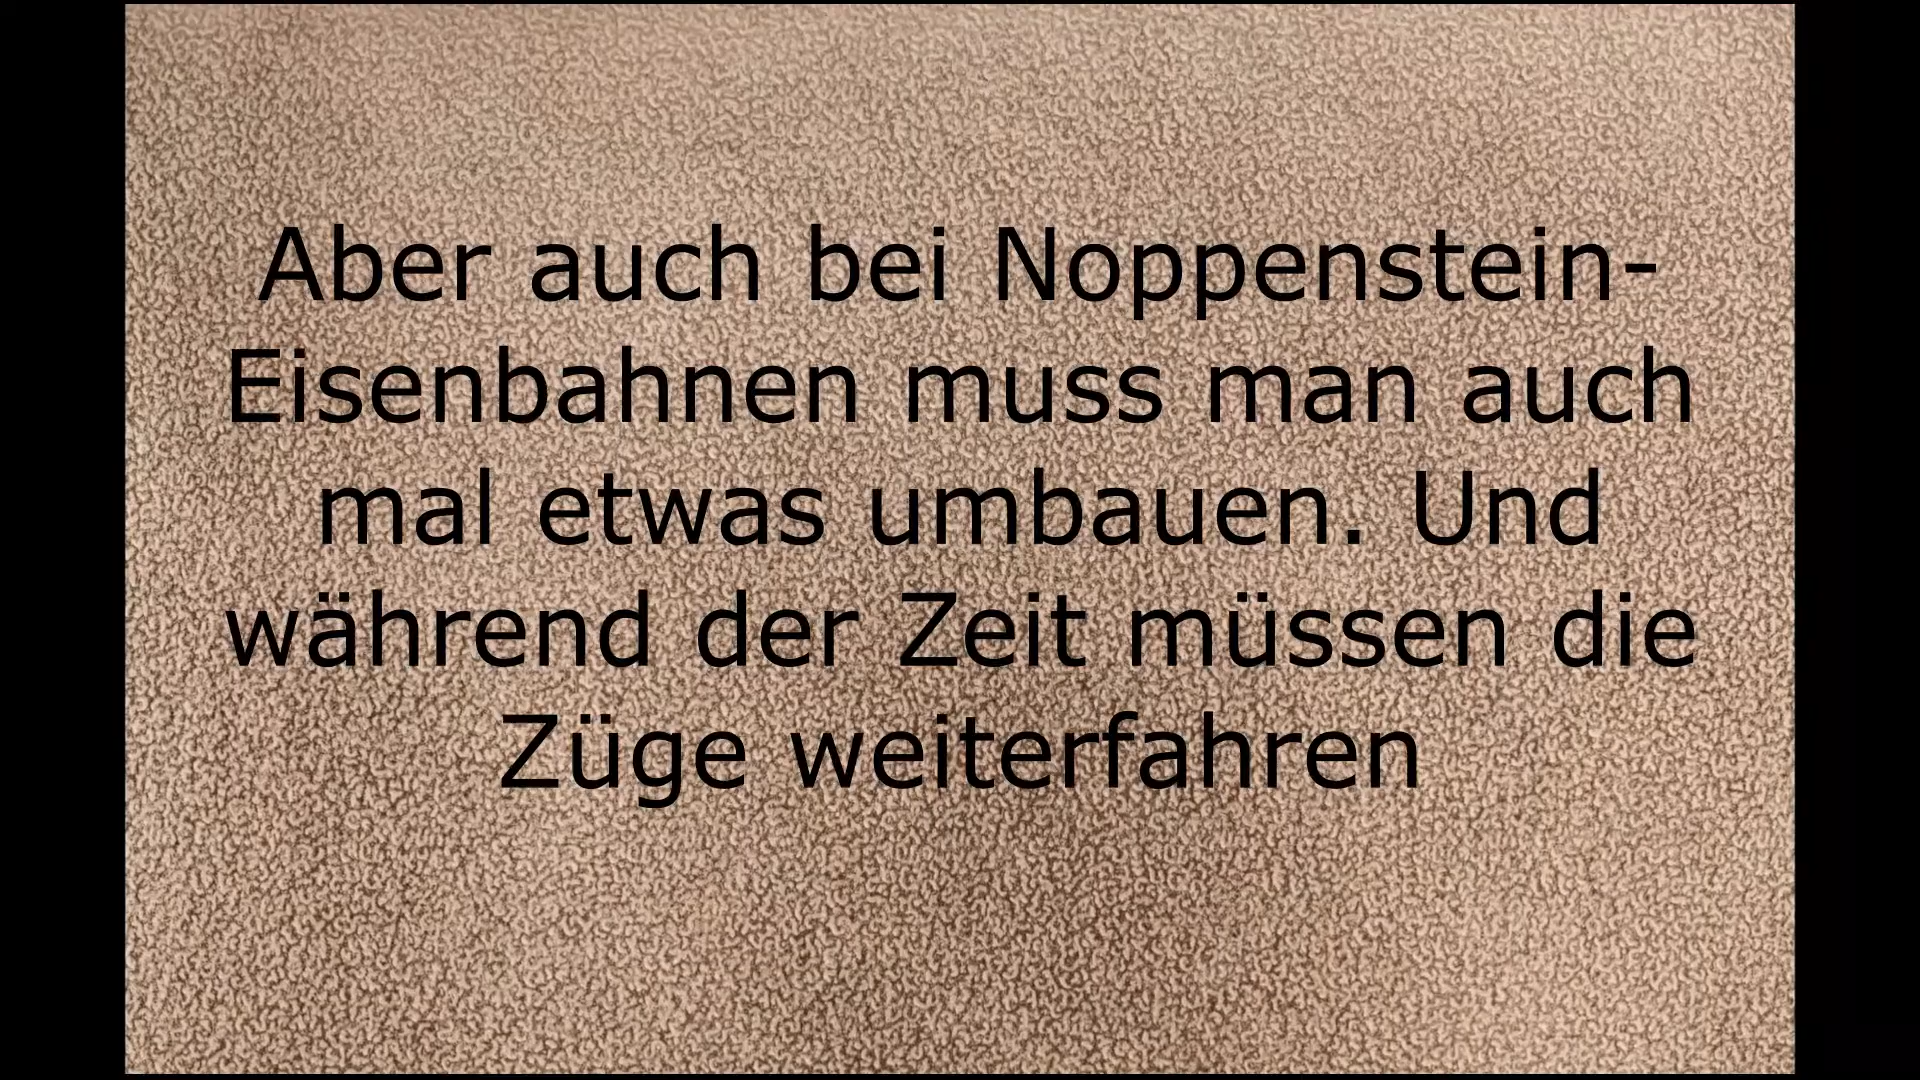 Aber auch bei Noppenstein-
Eisenbahnen muss man auch
mal etwas umbauen. Und
während der Zeit müssen die
Züge weiterfahren